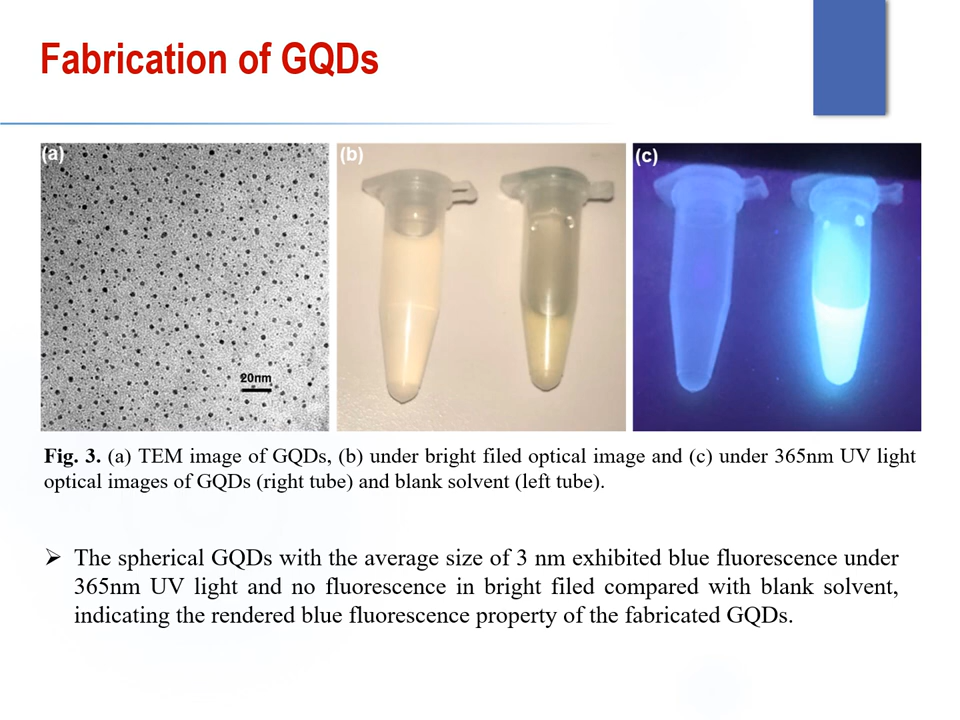 Fabrication of GQDs
(a)
(b)
(c)
20nm
Fig. 3. (a) TEM image of GQDs, (b) under bright filed optical image and (c) under 365nm UV light
optical images of GQDs (right tube) and blank solvent (left tube).
➢ The spherical GQDs with the average size of 3 nm exhibited blue fluorescence under
365nm UV light and no fluorescence in bright filed compared with blank solvent,
indicating the rendered blue fluorescence property of the fabricated GQDs.